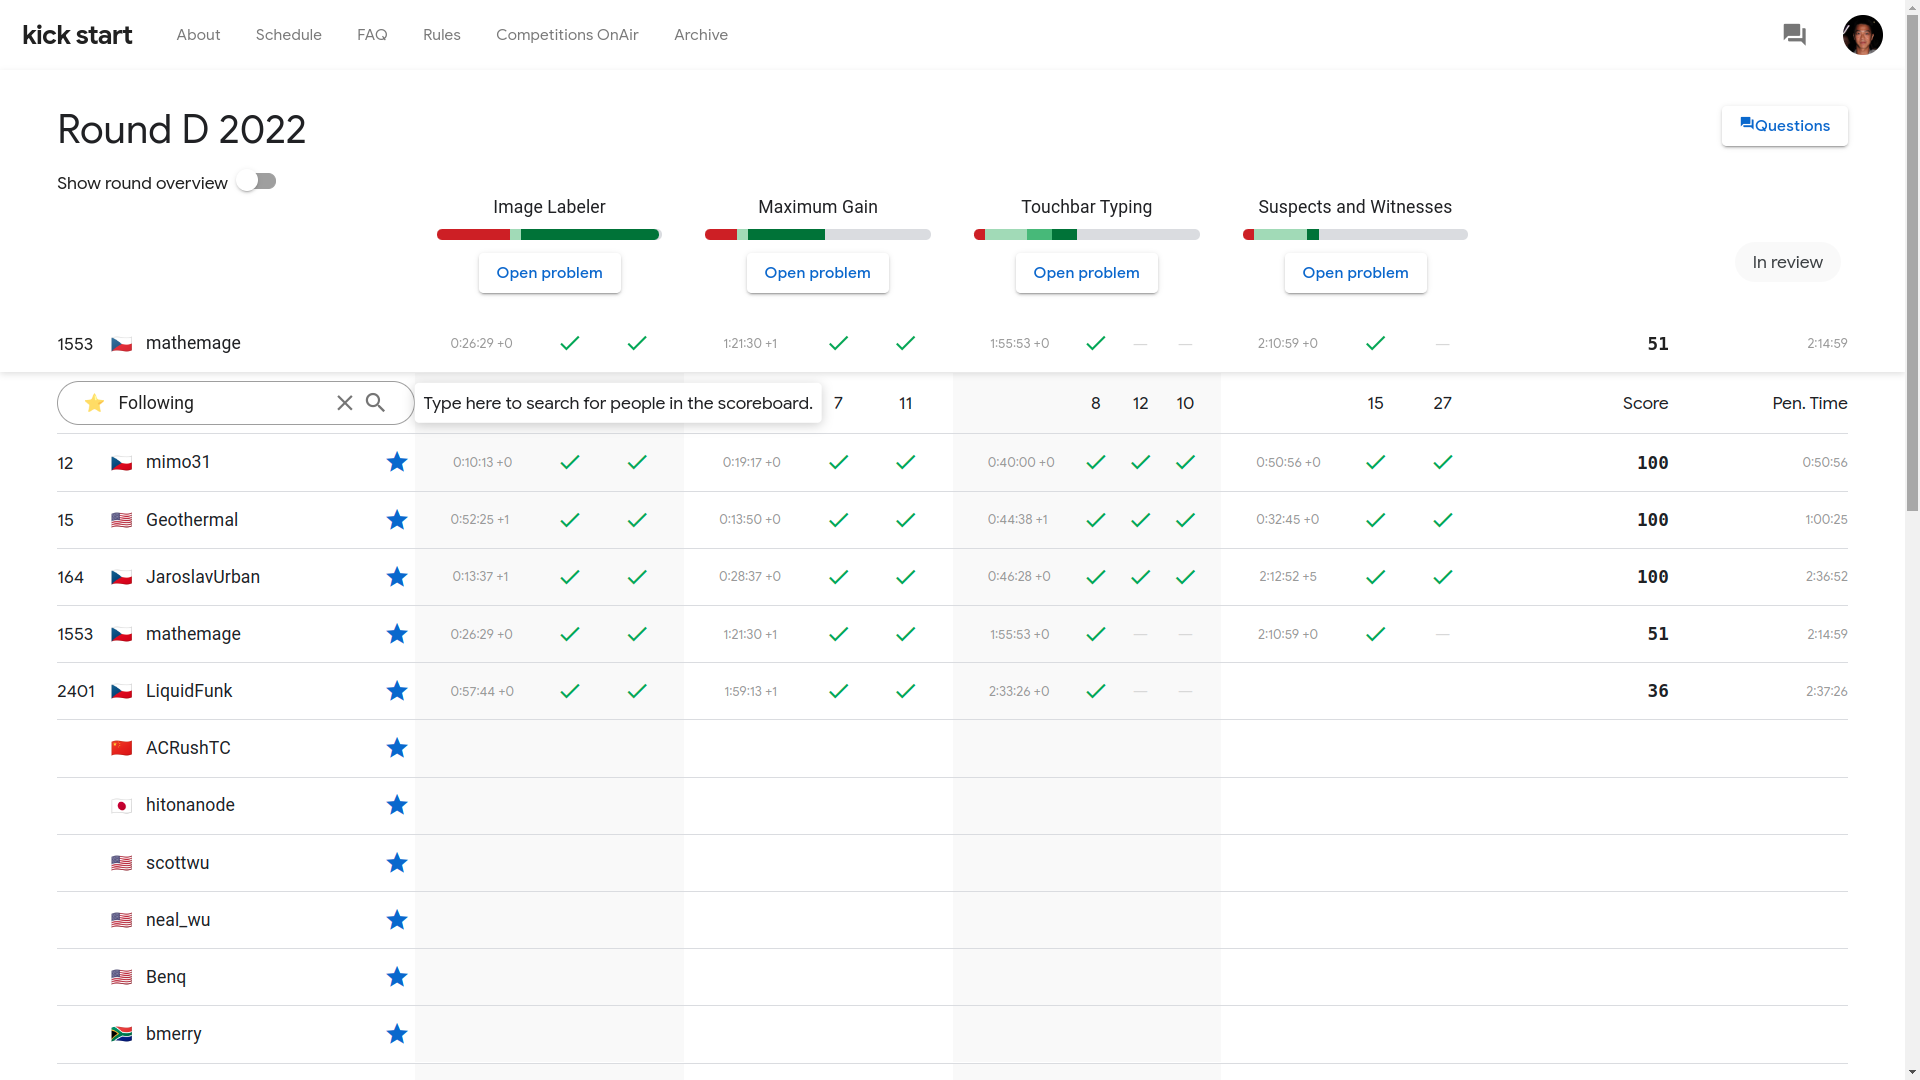 kick start About Schedule FAQ Rules Competitions OnAir Archive
Round D 2022
Questions
Show round overview
Image Labeler Maximum Gain Touchbar Typing Suspects and Witnesses
Open problem Open problem Open problem Open problem
In review
1553 mathemage 0:26:29 +0 1:21:30 +1 1:55:53 +0 — — 2:10:59 +0 — 51 2:14:59
Following Type here to search for people in the scoreboard. 7 11 8 12 10 15 27 Score Pen. Time
12 mimo31 0:10:13 +0 0:19:17 +0 0:40:00 +0 0:50:56 +0 100 0:50:56
15 Geothermal 0:52:25 +1 0:13:50 +0 0:44:38 +1 0:32:45 +0 100 1:00:25
164 JaroslavUrban 0:13:37 +1 0:28:37 +0 0:46:28 +0 2:12:52 +5 100 2:36:52
1553 mathemage 0:26:29 +0 1:21:30 +1 1:55:53 +0 — — 2:10:59 +0 — 51 2:14:59
2401 LiquidFunk 0:57:44 +0 1:59:13 +1 2:33:26 +0 — — 36 2:37:26
ACRushTC
hitonanode
scottwu
neal_wu
Benq
bmerry